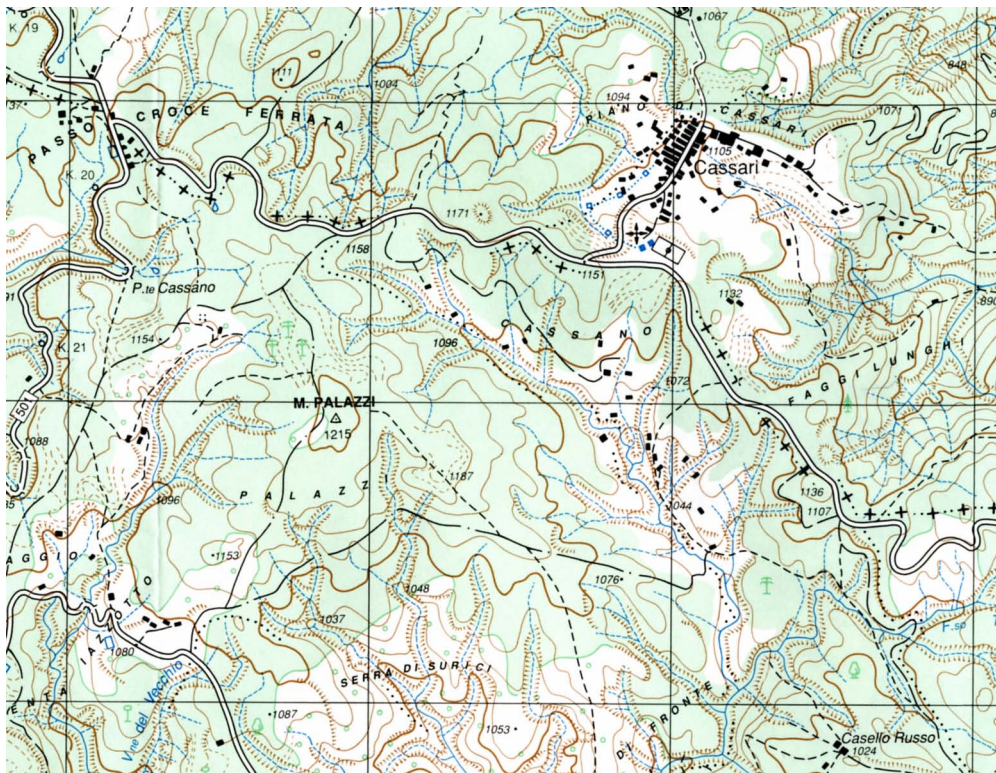 K. 19
1067
1111
1094
848
1004
1071
PASSO CROCE FERRATA
PIANO DI CASSARI
1105
Cassari
K. 20
1171
1158
1151
P.te Cassano
1132
890
CASSANO
1154
1096
K. 21
FAGGILUNGHI
1072
M. PALAZZI
501
1215
1088
1187
1096
PALAZZI
1136
1044
1107
AGGIO
1153
1076
1048
IAZZOTTO
1037
F.so
1080
SERRA DI SURICI
V.ne del Vecchio
DI FRONTE
1087
1053
Casello Russo
1024